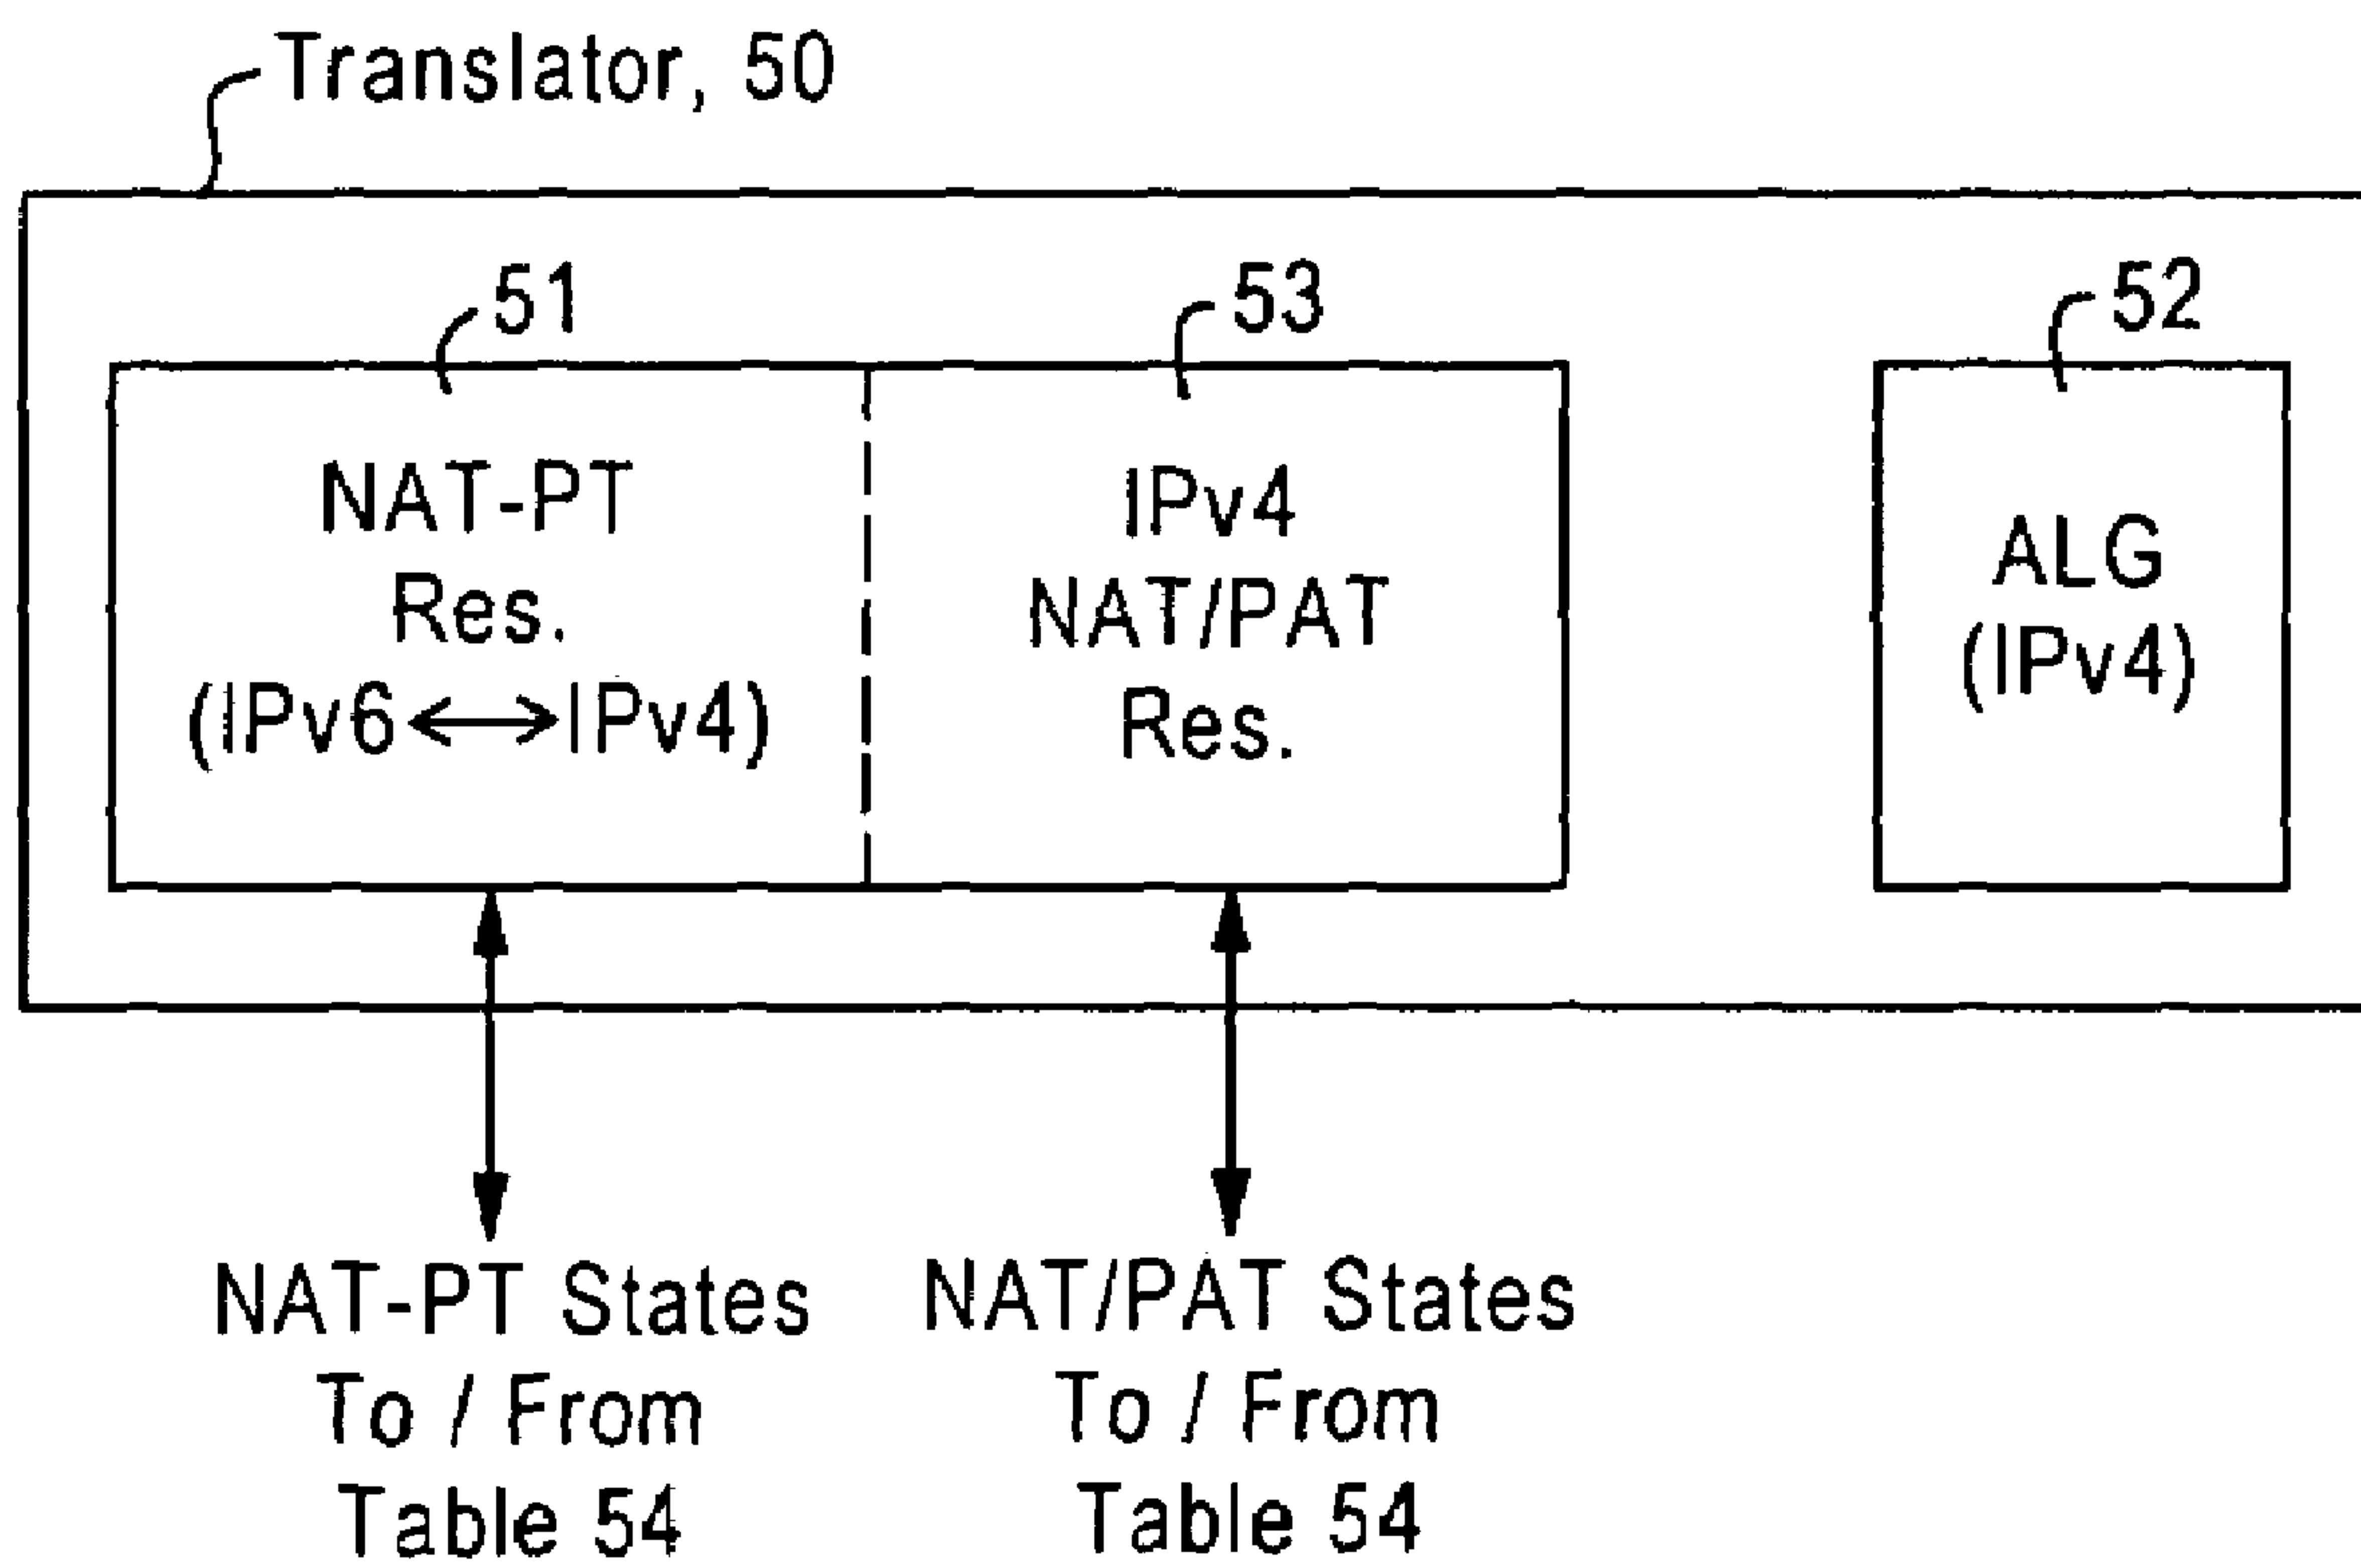 Translator, 50
51
53
52
NAT-PT
Res.
(IPv6<->IPv4)
IPv4
NAT/PAT
Res.
ALG
(IPv4)
NAT-PT States
To / From
Table 54
NAT/PAT States
To / From
Table 54